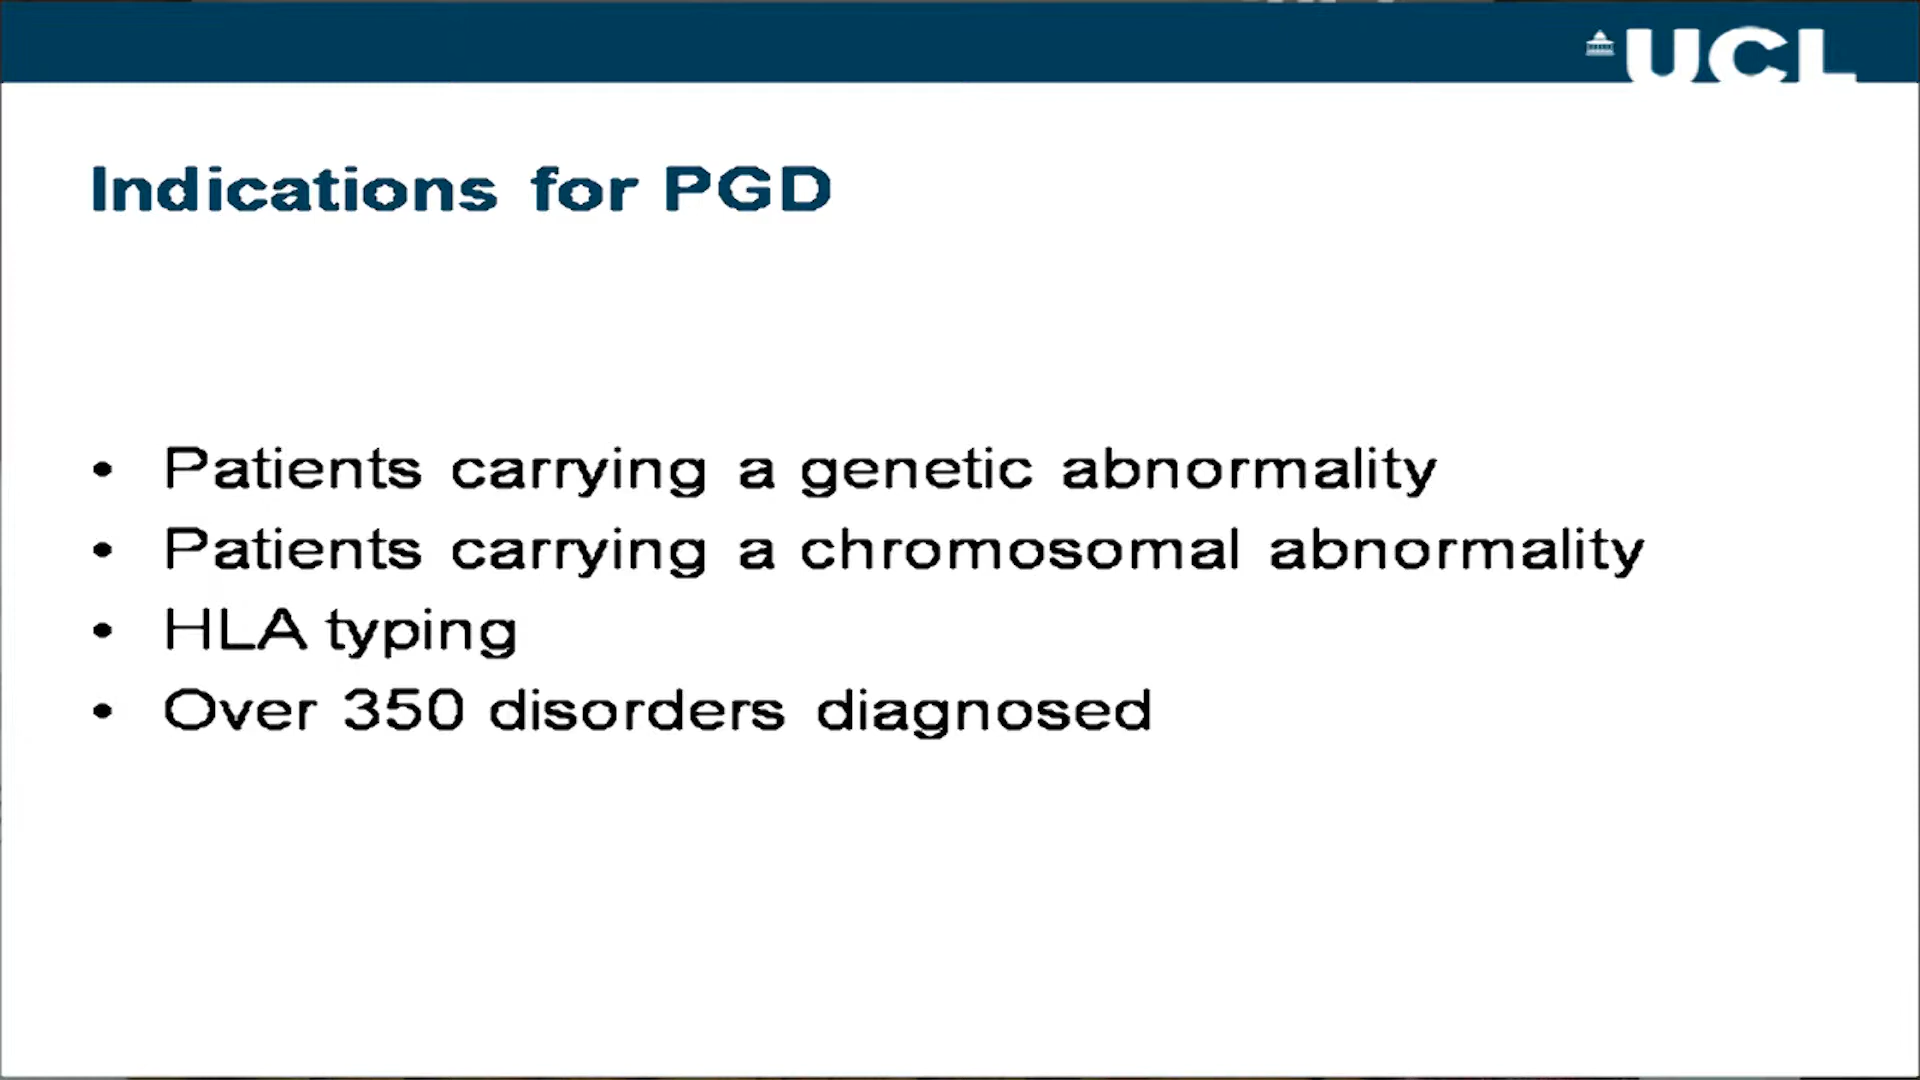 UCL
Indications for PGD
• Patients carrying a genetic abnormality
• Patients carrying a chromosomal abnormality
• HLA typing
• Over 350 disorders diagnosed